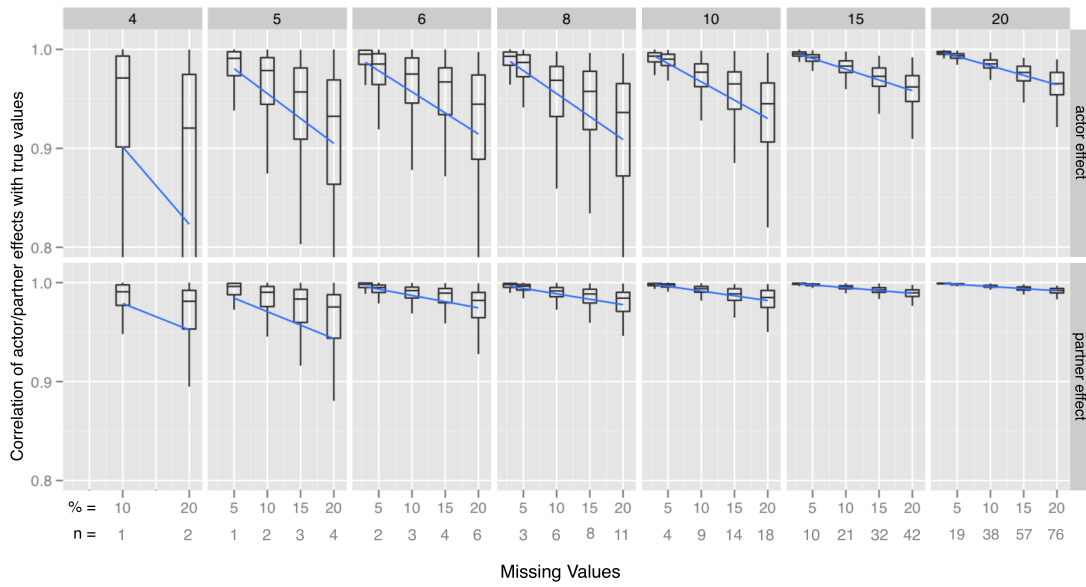 4 5 6 8 10 15 20
Correlation of actor/partner effects with true values
1.0
0.9
0.8
actor effect
1.0
0.9
0.8
partner effect
% = 10 20 5 10 15 20 5 10 15 20 5 10 15 20 5 10 15 20 5 10 15 20 5 10 15 20
n = 1 2 1 2 3 4 2 3 4 6 3 6 8 11 4 9 14 18 10 21 32 42 19 38 57 76
Missing Values